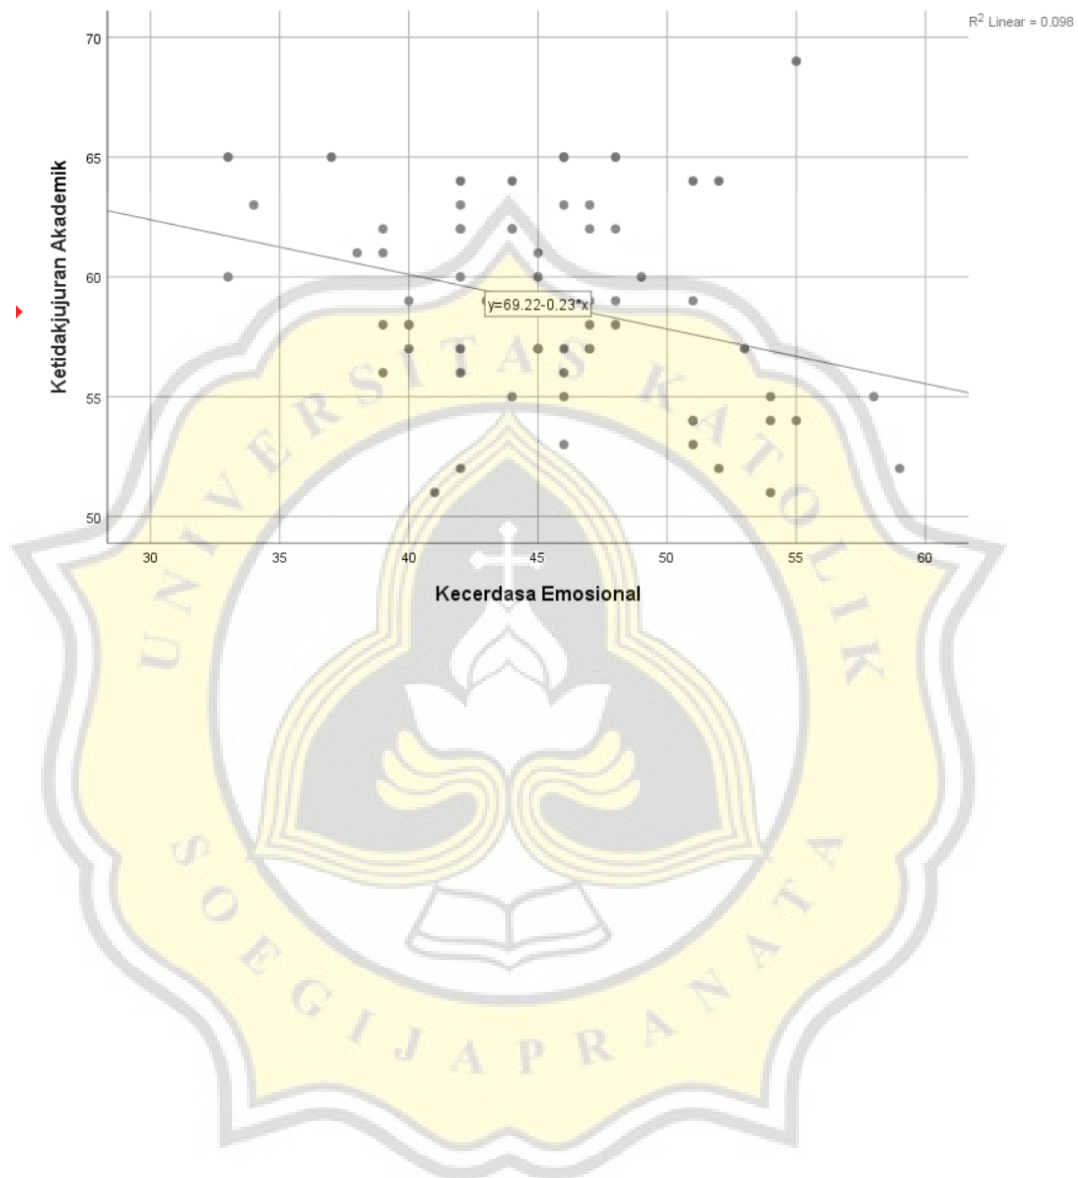 R² Linear = 0.098
70
65
60
55
50
Ketidakjujuran Akademik
y=69.22-0.23*x
30
35
40
45
50
55
60
Kecerdasa Emosional
UNIVERSITAS KATOLIK
SOEGIJAPRANATA